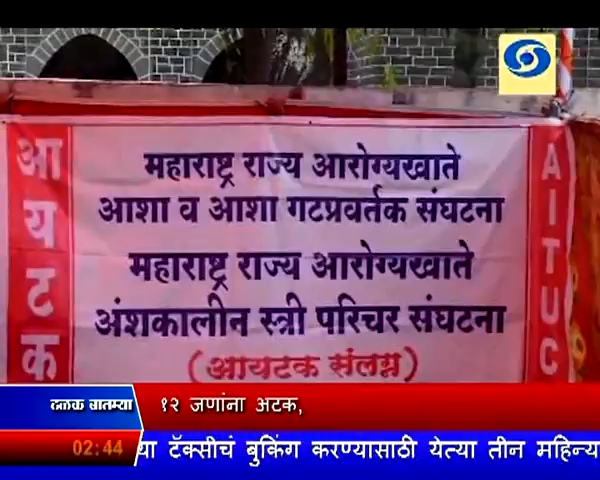 आयटक
महाराष्ट्र राज्य आरोग्यखाते
आशा व आशा गटप्रवर्तक संघटना
महाराष्ट्र राज्य आरोग्यखाते
अंशकालीन स्त्री परिचर संघटना
(आयटक संलग्न)
AITUC
ठळक बातम्या
१२ जणांना अटक,
02:44
या टॅक्सीचं बुकिंग करण्यासाठी येत्या तीन महिन्या